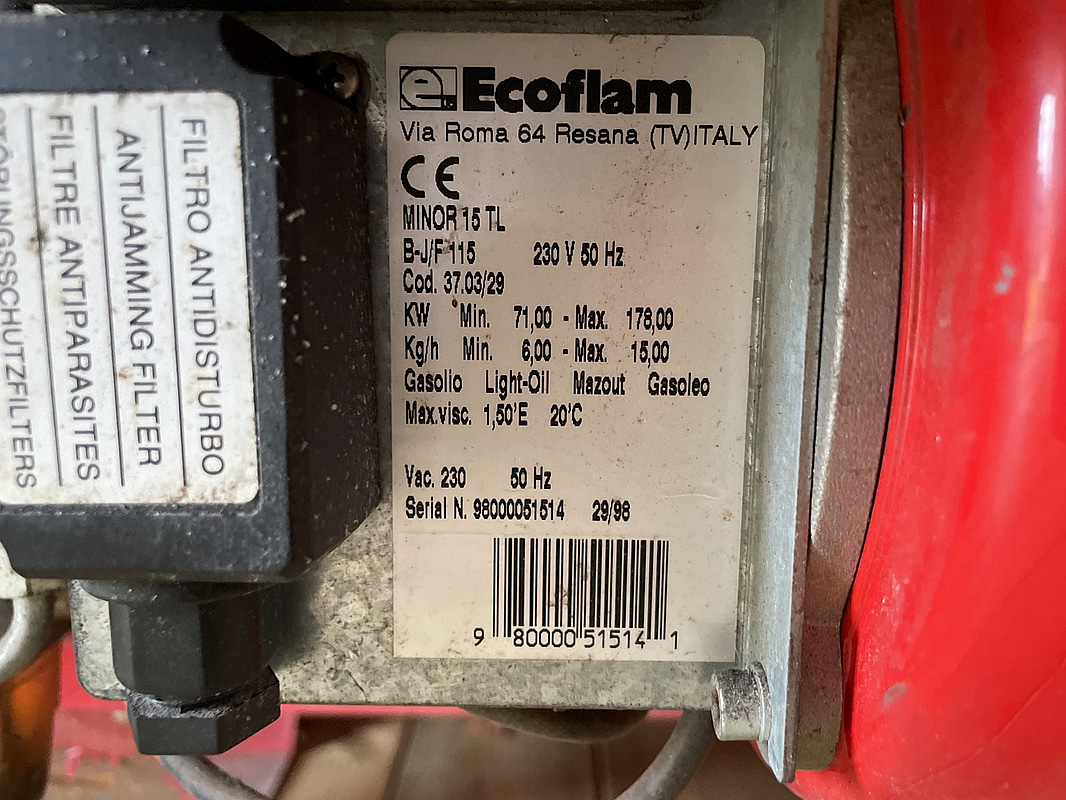 FILTRO ANTIDISTURBO
ANTIJAMMING FILTER
FILTRE ANTIPARASITES
STÖRUNGSSCHUTZFILTERS
e
Ecoflam
Via Roma 64 Resana (TV)ITALY
CE
MINOR 15 TL
B-J/F 115 230 V 50 Hz
Cod. 37.03/29
KW Min. 71,00 - Max. 178,00
Kg/h Min. 6,00 - Max. 15,00
Gasolio Light-Oil Mazout Gasoleo
Max.visc. 1,50'E 20'C
Vac. 230 50 Hz
Serial N. 98000051514 29/98
9 80000 51514 1